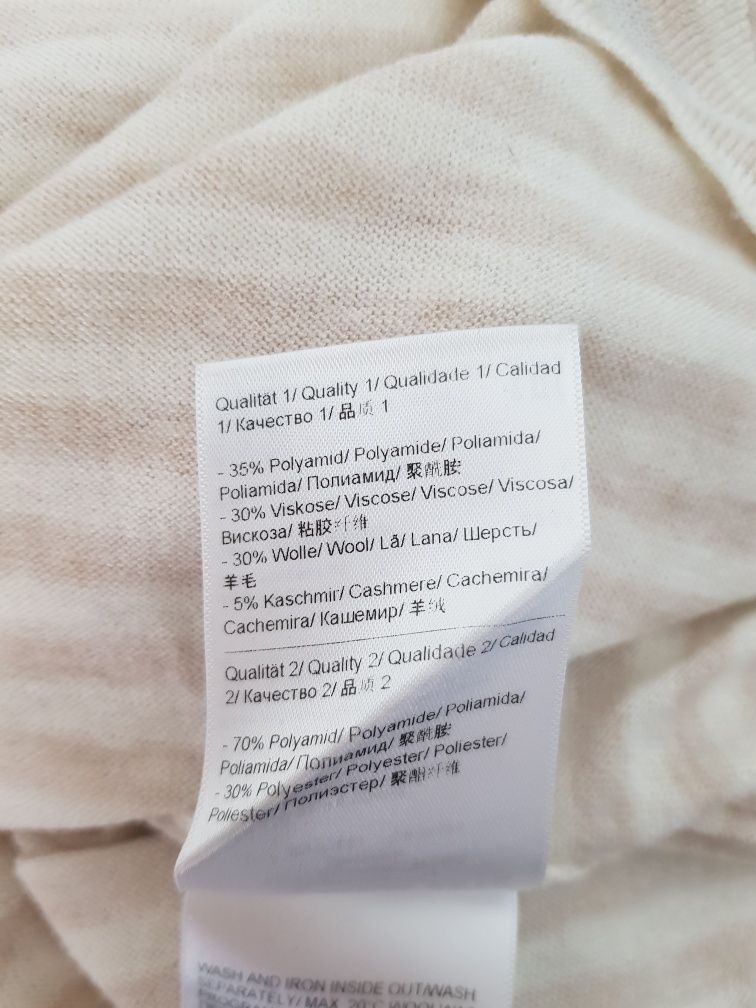 Qualität 1/ Quality 1/ Qualidade 1/ Calidad
1/ Качество 1/ 品质 1
- 35% Polyamid/ Polyamide/ Poliamida/
Poliamida/ Полиамид/ 聚酰胺
- 30% Viskose/ Viscose/ Viscose/ Viscosa/
Вискоза/ 粘胶纤维
- 30% Wolle/ Wool/ Lã/ Lana/ Шерсть/
羊毛
- 5% Kaschmir/ Cashmere/ Cachemira/
Cachemira/ Кашемир/ 羊绒
Qualität 2/ Quality 2/ Qualidade 2/ Calidad
2/ Качество 2/ 品质 2
- 70% Polyamid/ Polyamide/ Poliamida/
Poliamida/ Полиамид/ 聚酰胺
- 30% Polyester/ Polyester/ Poliester/
Poliester/ Полиэстер/ 聚酯纤维
WASH AND IRON INSIDE OUT/WASH
SEPARATELY/ MAX. 20°C